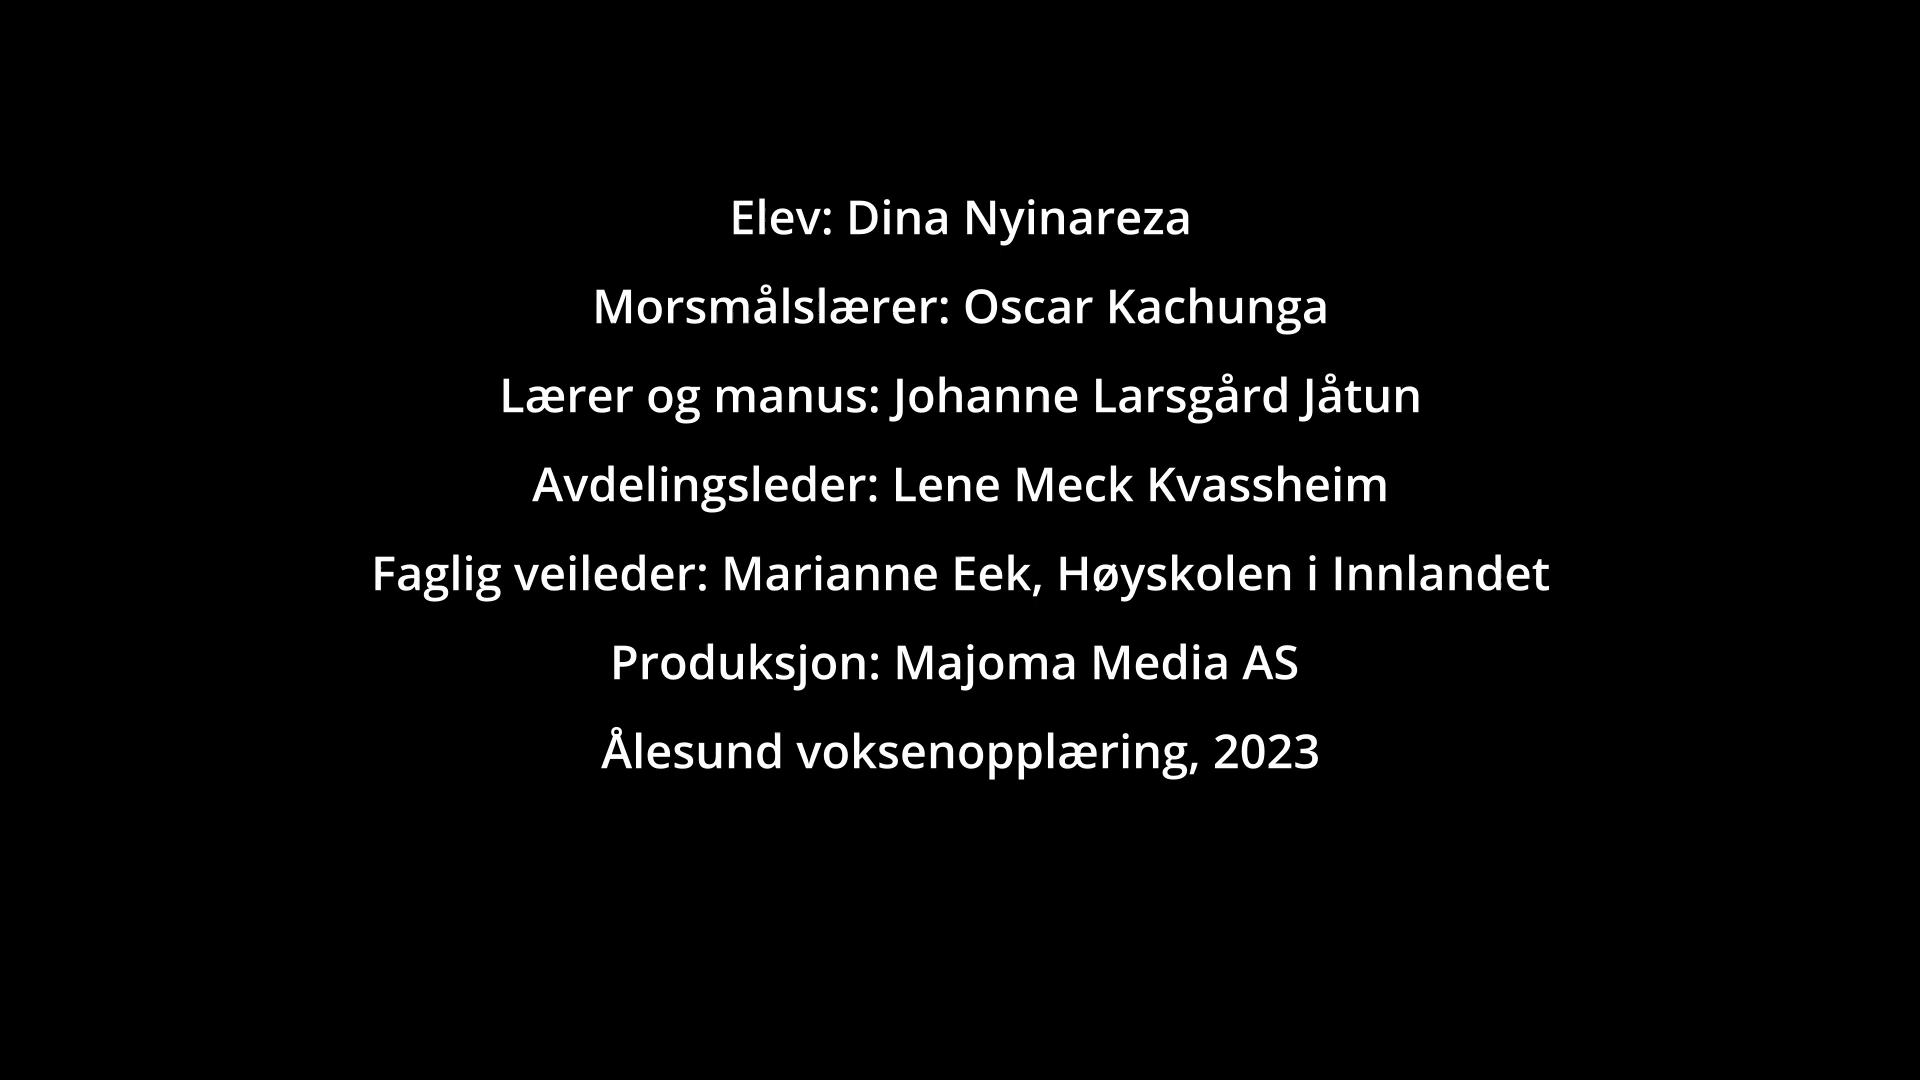 Elev: Dina Nyinareza
Morsmålslærer: Oscar Kachunga
Lærer og manus: Johanne Larsgård Jåtun
Avdelingsleder: Lene Meck Kvassheim
Faglig veileder: Marianne Eek, Høyskolen i Innlandet
Produksjon: Majoma Media AS
Ålesund voksenopplæring, 2023